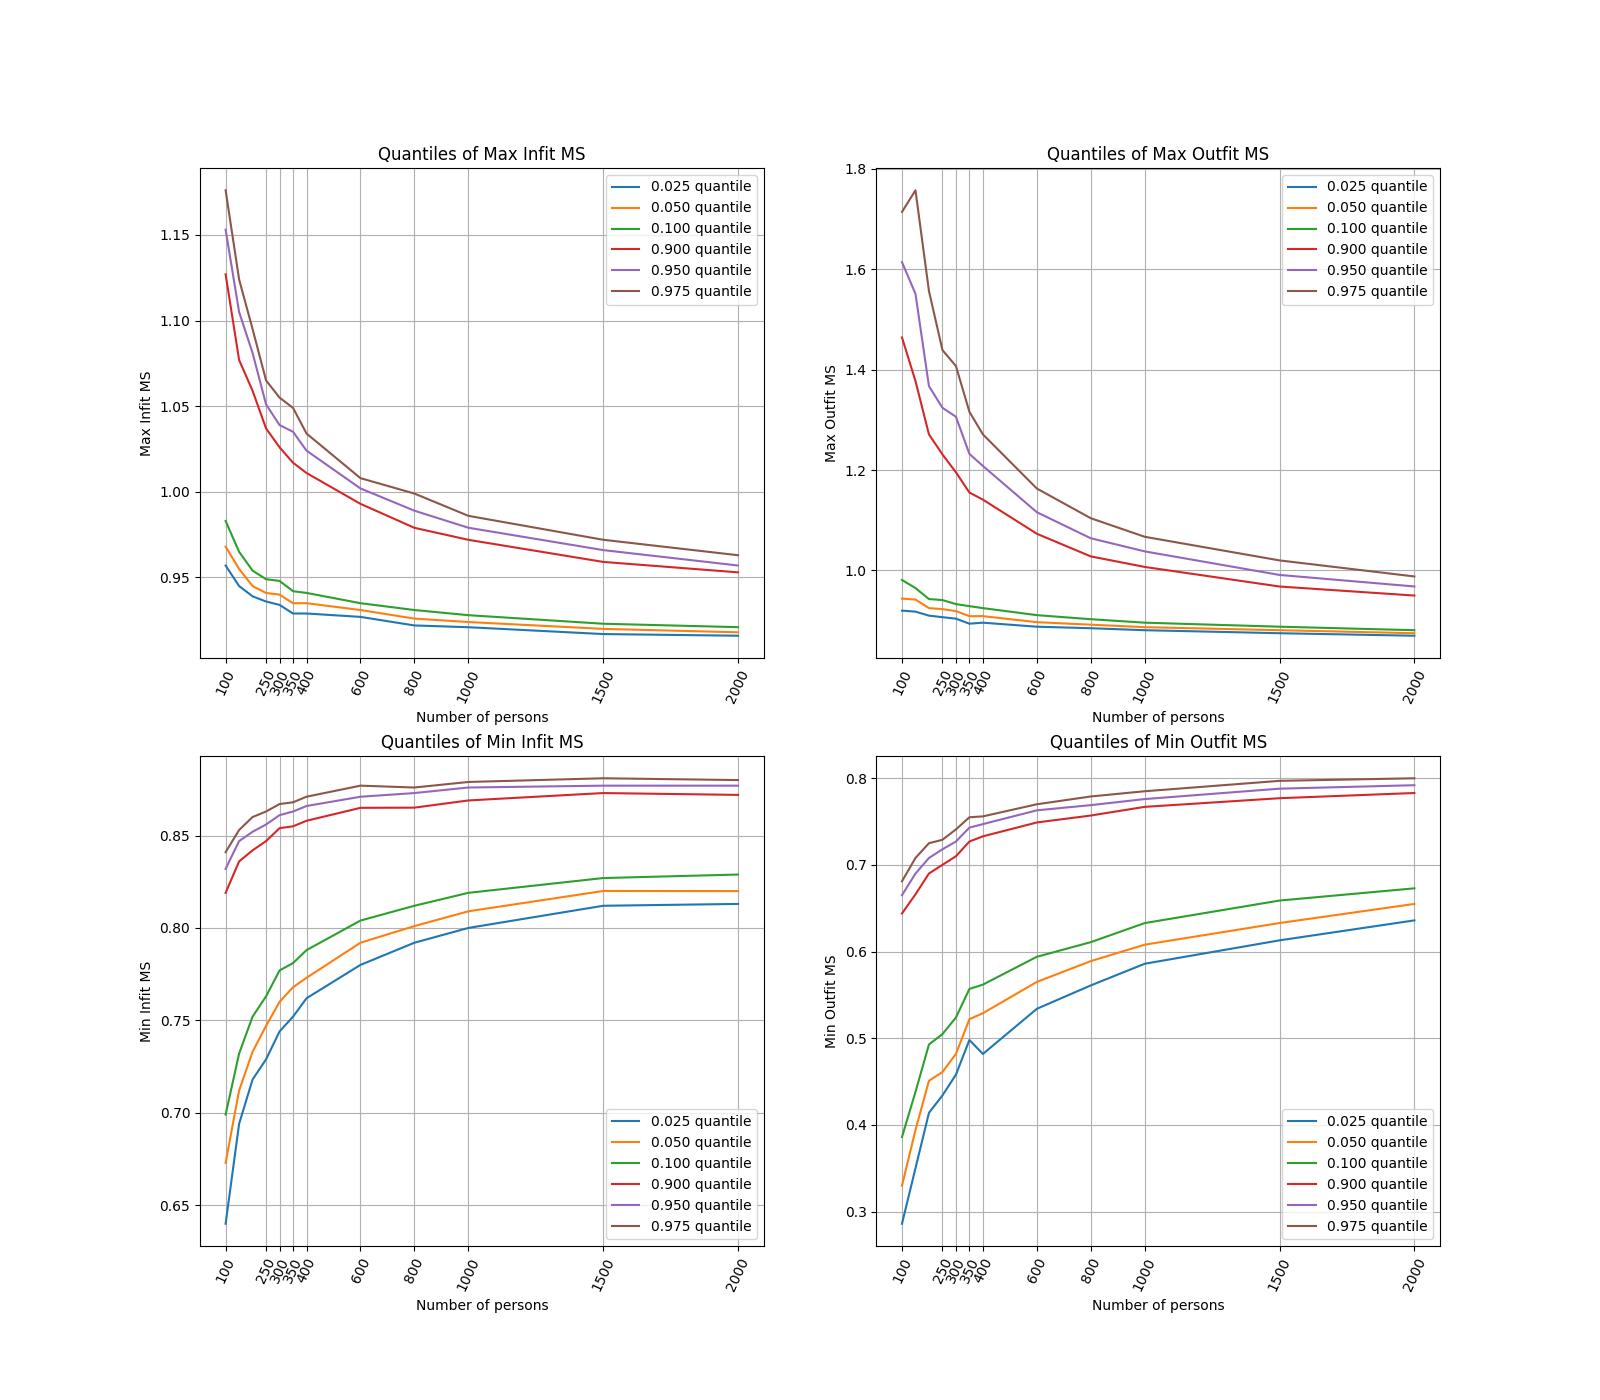 Quantiles of Max Infit MS
Max Infit MS
1.15
1.10
1.05
1.00
0.95
0.025 quantile
0.050 quantile
0.100 quantile
0.900 quantile
0.950 quantile
0.975 quantile
100
250
300
350
400
600
800
1000
1500
2000
Number of persons
Quantiles of Max Outfit MS
Max Outfit MS
1.8
1.6
1.4
1.2
1.0
0.025 quantile
0.050 quantile
0.100 quantile
0.900 quantile
0.950 quantile
0.975 quantile
100
250
300
350
400
600
800
1000
1500
2000
Number of persons
Quantiles of Min Infit MS
Min Infit MS
0.85
0.80
0.75
0.70
0.65
0.025 quantile
0.050 quantile
0.100 quantile
0.900 quantile
0.950 quantile
0.975 quantile
100
250
300
350
400
600
800
1000
1500
2000
Number of persons
Quantiles of Min Outfit MS
Min Outfit MS
0.8
0.7
0.6
0.5
0.4
0.3
0.025 quantile
0.050 quantile
0.100 quantile
0.900 quantile
0.950 quantile
0.975 quantile
100
250
300
350
400
600
800
1000
1500
2000
Number of persons